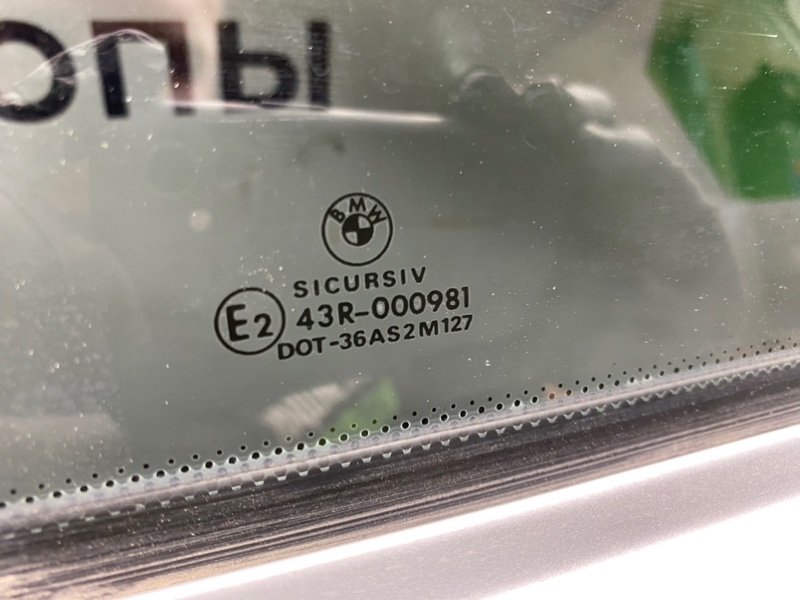 ОПЫ
BMW
SICURSIV
E2 43R-000981
DOT-36AS2M127